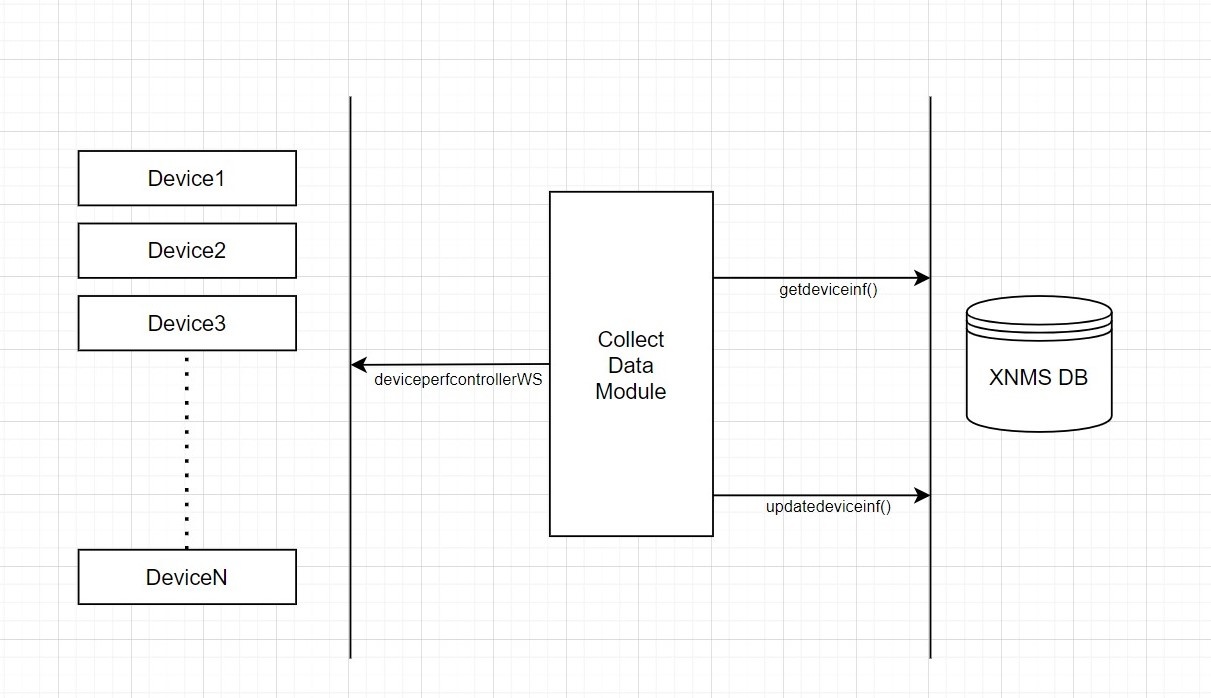 Device1
Device2
Device3
DeviceN
deviceperfcontrollerWS
Collect
Data
Module
getdeviceinf()
updatedeviceinf()
XNMS DB